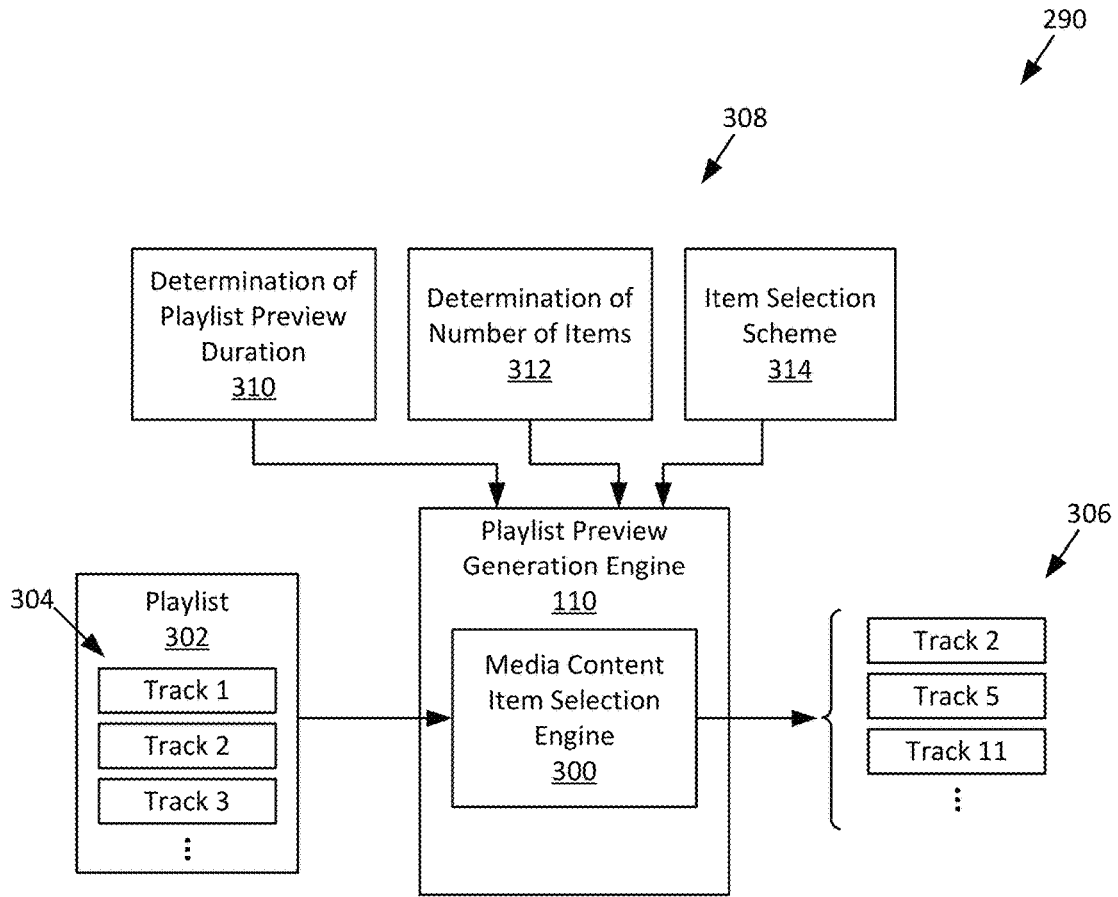 290
308
Determination of
Playlist Preview
Duration
310
Determination of
Number of Items
312
Item Selection
Scheme
314
Playlist Preview
Generation Engine
110
306
304
Playlist
302
Track 1
Track 2
Track 3
⋮
Media Content
Item Selection
Engine
300
Track 2
Track 5
Track 11
⋮